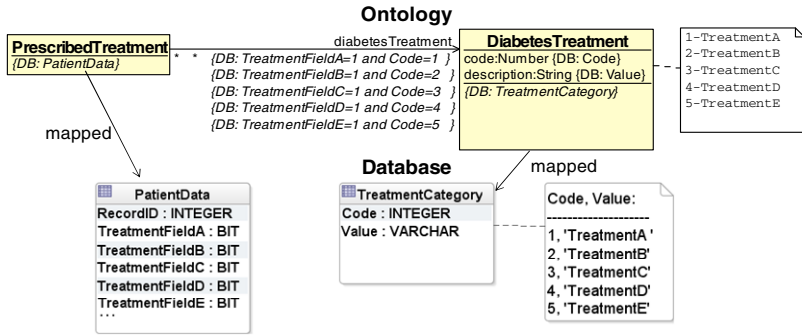 Ontology
PrescribedTreatment
{DB: PatientData}
* *
diabetesTreatment
{DB: TreatmentFieldA=1 and Code=1 }
{DB: TreatmentFieldB=1 and Code=2 }
{DB: TreatmentFieldC=1 and Code=3 }
{DB: TreatmentFieldD=1 and Code=4 }
{DB: TreatmentFieldE=1 and Code=5 }
DiabetesTreatment
code:Number {DB: Code}
description:String {DB: Value}
{DB: TreatmentCategory}
1-TreatmentA
2-TreatmentB
3-TreatmentC
4-TreatmentD
5-TreatmentE
mapped
Database
mapped
PatientData
RecordID : INTEGER
TreatmentFieldA : BIT
TreatmentFieldB : BIT
TreatmentFieldC : BIT
TreatmentFieldD : BIT
TreatmentFieldE : BIT
...
TreatmentCategory
Code : INTEGER
Value : VARCHAR
Code, Value:
---------------------
1, 'TreatmentA '
2, 'TreatmentB'
3, 'TreatmentC'
4, 'TreatmentD'
5, 'TreatmentE'